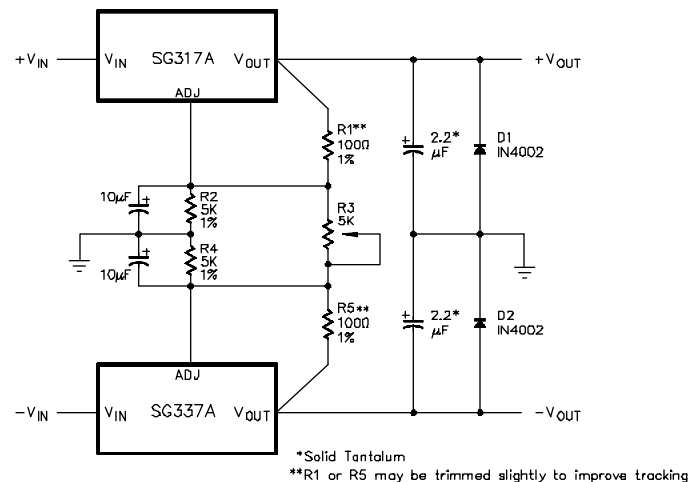 SG317A
+VIN
VIN
VOUT
+VOUT
ADJ
R1**
100Ω
1%
2.2*
μF
D1
IN4002
10μF
+
R2
5K
1%
R3
5K
+
10μF
+
R4
5K
1%
R5**
100Ω
1%
+
2.2*
μF
D2
IN4002
ADJ
-VIN
VIN
SG337A
VOUT
-VOUT
*Solid Tantalum
**R1 or R5 may be trimmed slightly to improve tracking